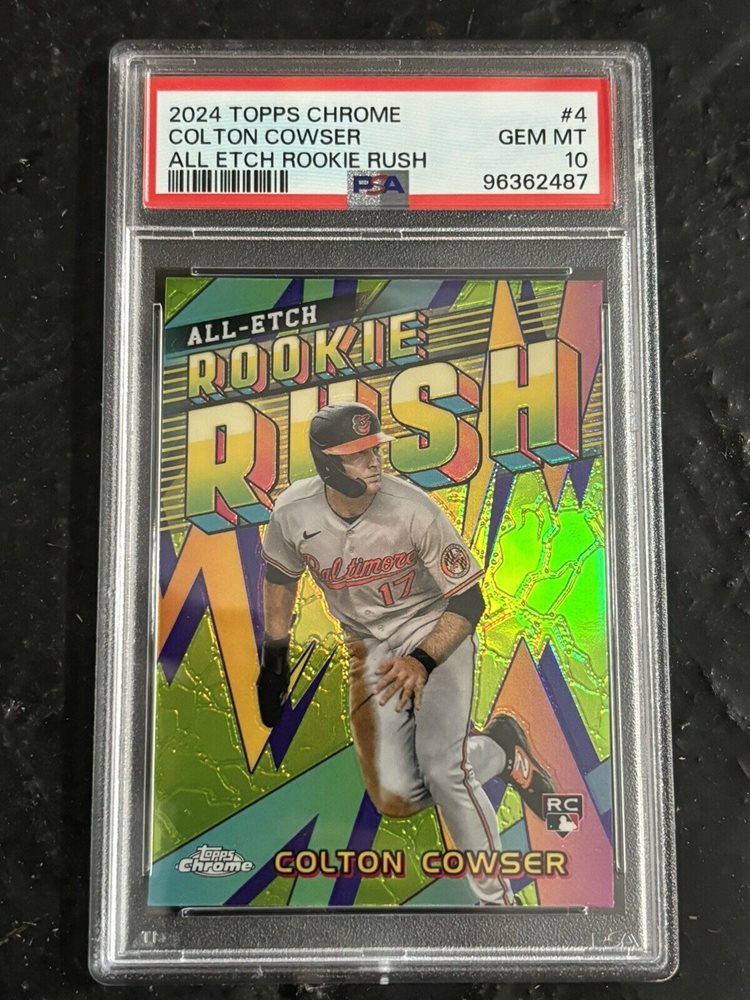 2024 TOPPS CHROME #4
COLTON COWSER GEM MT
ALL ETCH ROOKIE RUSH 10
PSA 96362487
ALL-ETCH
ROOKIE
RUSH
Baltimore
17
RC
Topps
Chrome
COLTON COWSER